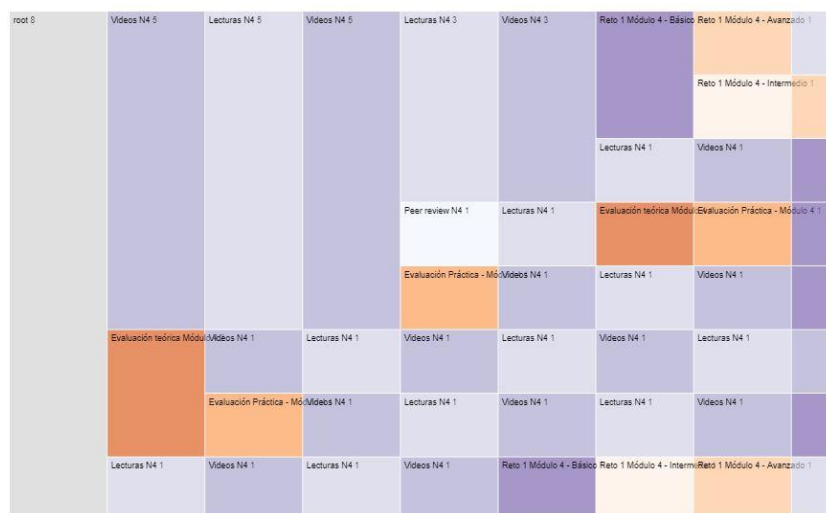 root 8 Videos N4 5 Lecturas N4 5 Videos N4 5 Lecturas N4 3 Videos N4 3 Reto 1 Módulo 4 - Básico Reto 1 Módulo 4 - Avanzado 1
Reto 1 Módulo 4 - Intermedio 1
Lecturas N4 1 Videos N4 1
Peer review N4 1 Lecturas N4 1 Evaluación teórica Módulo Evaluación Práctica - Módulo 4 1
Evaluación Práctica - Mód Videos N4 1 Lecturas N4 1 Videos N4 1
Evaluación teórica Módulo Videos N4 1 Lecturas N4 1 Videos N4 1 Lecturas N4 1 Videos N4 1 Lecturas N4 1
Evaluación Práctica - Mód Videos N4 1 Lecturas N4 1 Videos N4 1 Lecturas N4 1 Videos N4 1
Lecturas N4 1 Videos N4 1 Lecturas N4 1 Videos N4 1 Reto 1 Módulo 4 - Básico Reto 1 Módulo 4 - Interme Reto 1 Módulo 4 - Avanzado 1